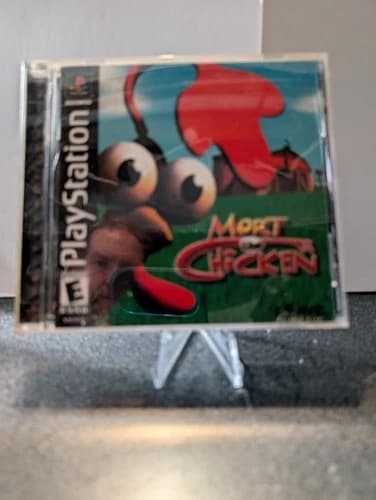 PlayStation
MORT
THE
CHICKEN
E